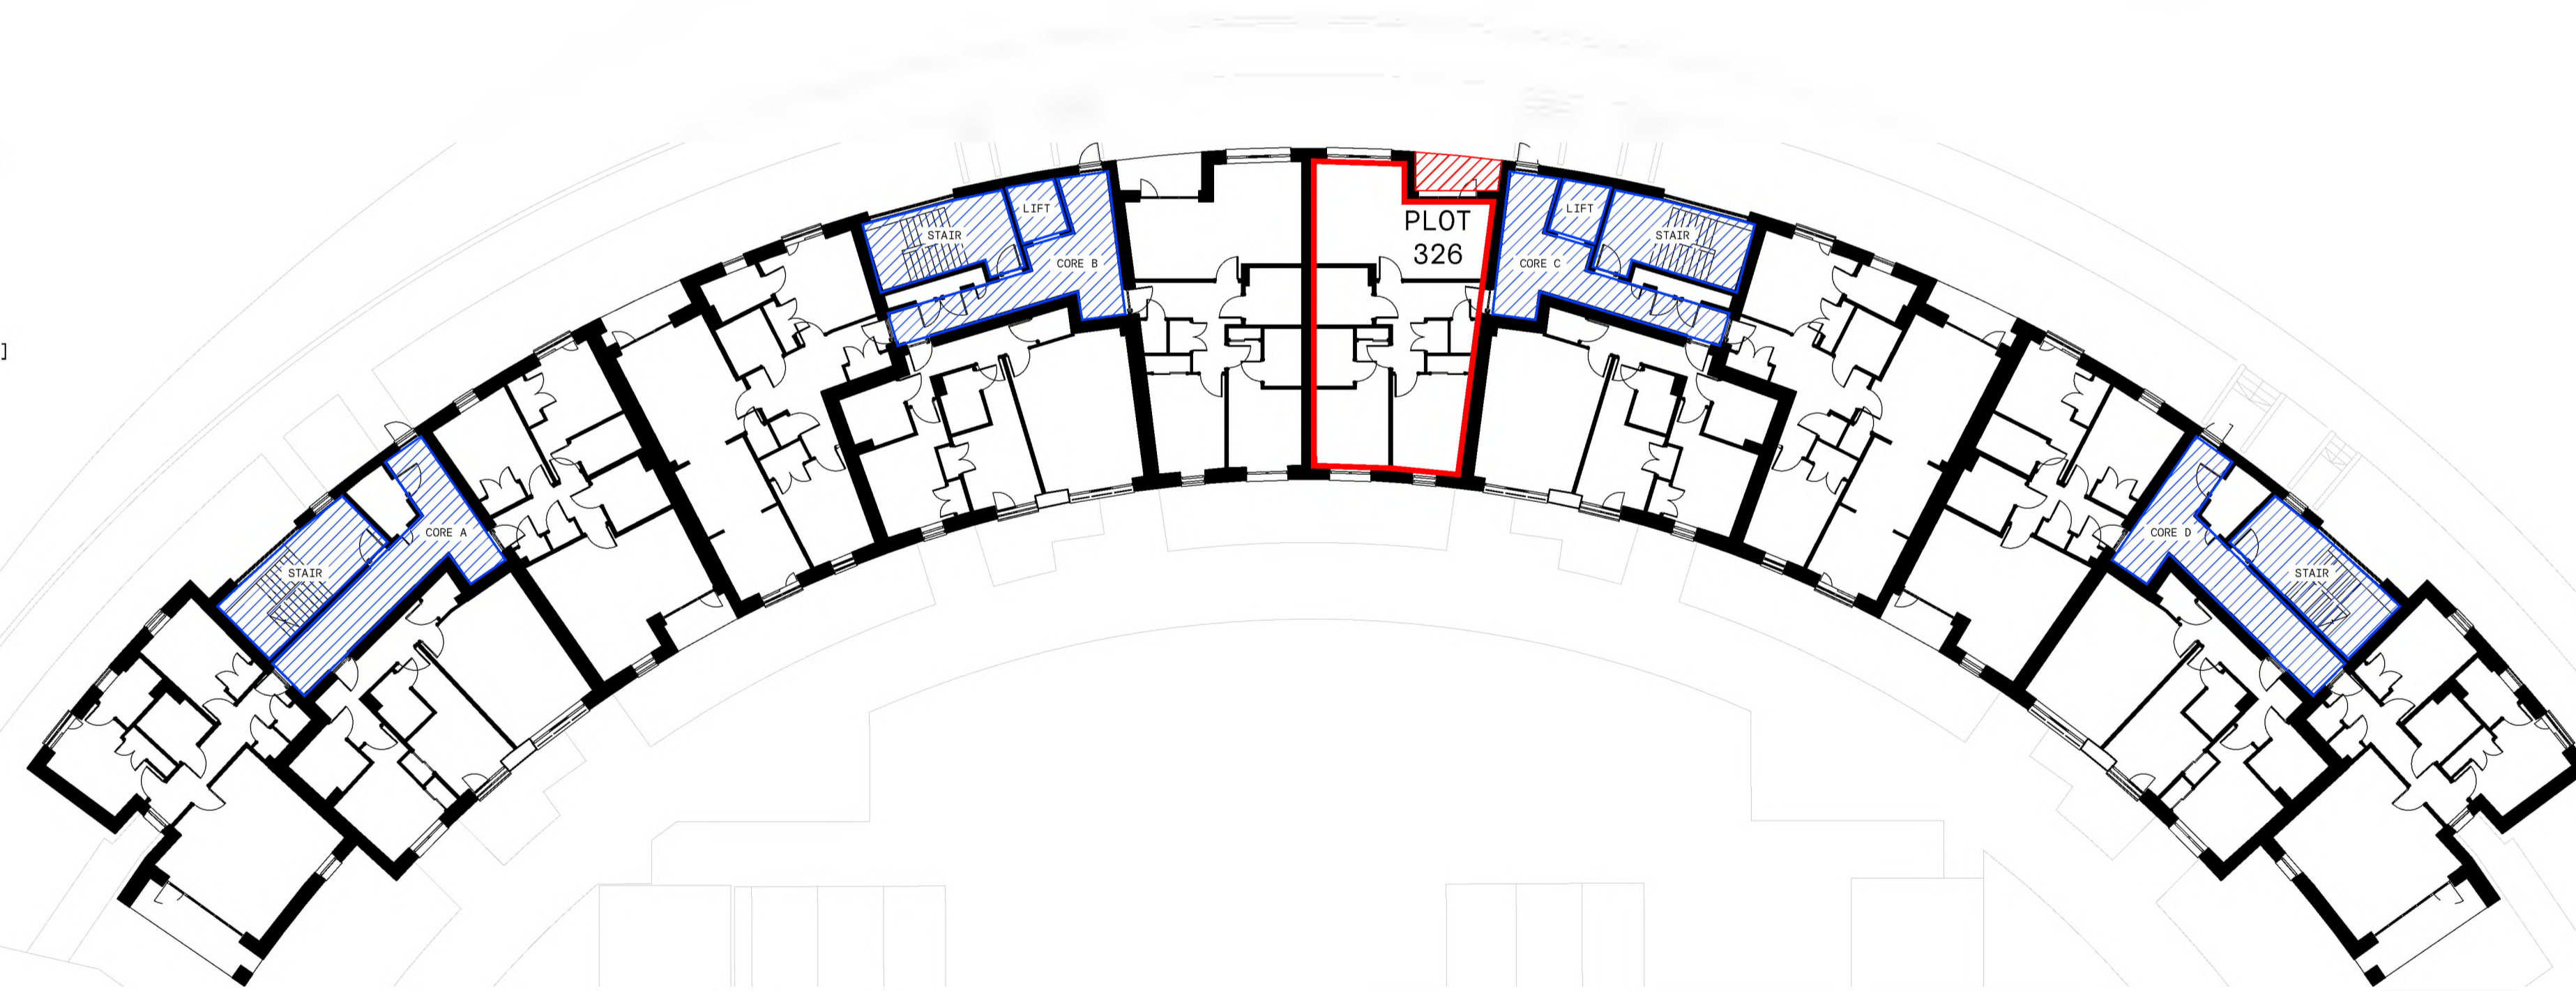 LIFT
STAIR
CORE B
PLOT
326
LIFT
STAIR
CORE C
]
CORE A
STAIR
CORE D
STAIR